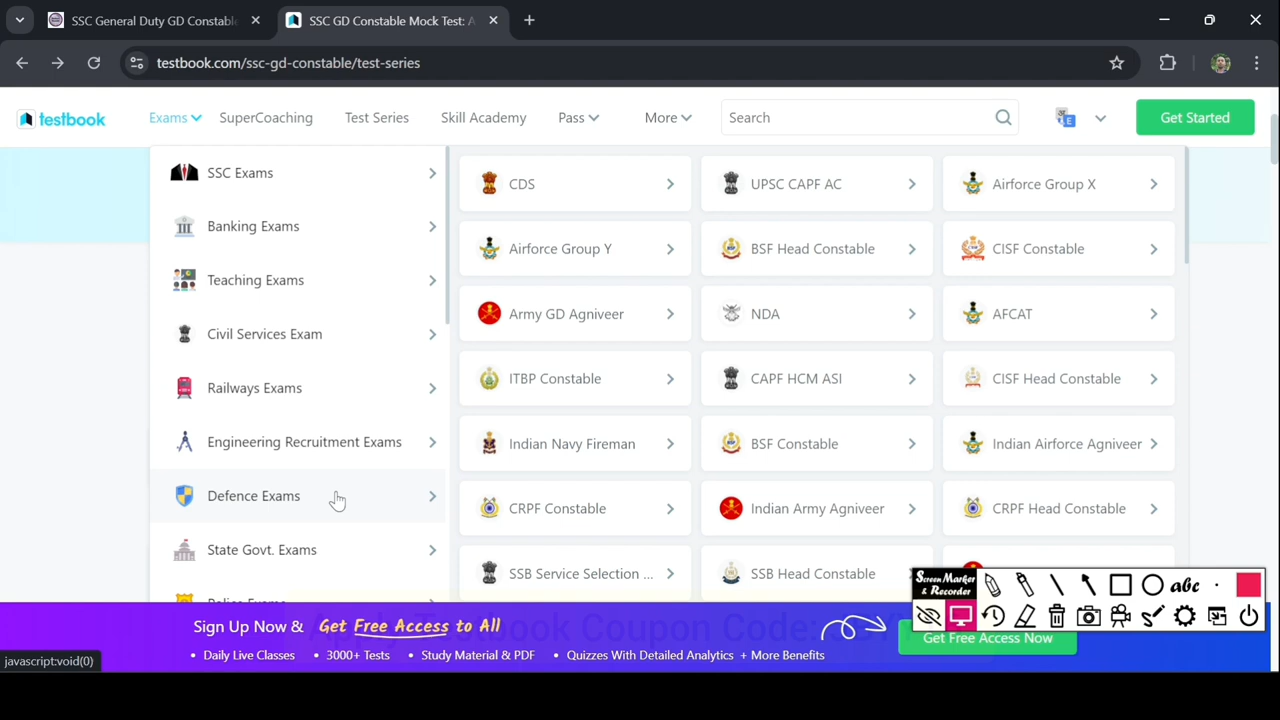 SSC General Duty GD Constable
SSC GD Constable Mock Test: A
testbook.com/ssc-gd-constable/test-series
testbook
Exams
SuperCoaching
Test Series
Skill Academy
Pass
More
Search
Get Started
SSC Exams
Banking Exams
Teaching Exams
Civil Services Exam
Railways Exams
Engineering Recruitment Exams
Defence Exams
State Govt. Exams
CDS
UPSC CAPF AC
Airforce Group X
Airforce Group Y
BSF Head Constable
CISF Constable
Army GD Agniveer
NDA
AFCAT
ITBP Constable
CAPF HCM ASI
CISF Head Constable
Indian Navy Fireman
BSF Constable
Indian Airforce Agniveer
CRPF Constable
Indian Army Agniveer
CRPF Head Constable
SSB Service Selection ...
SSB Head Constable
Screen Marker
& Recorder
abc
Sign Up Now & Get Free Access to All
• Daily Live Classes • 3000+ Tests • Study Material & PDF • Quizzes With Detailed Analytics + More Benefits
Get Free Access Now
javascript:void(0)